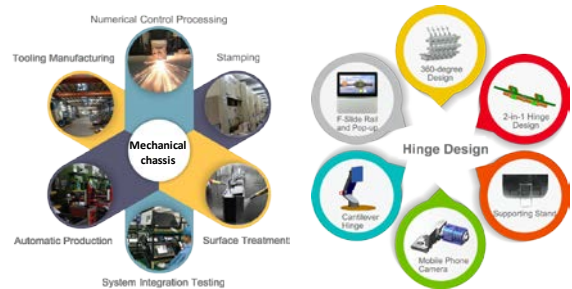 Numerical Control Processing
Tooling Manufacturing
Stamping
Mechanical
chassis
Automatic Production
Surface Treatment
System Integration Testing
360-degree
Design
F-Slide Rail
and Pop-up
2-in-1 Hinge
Design
Hinge Design
Cantilever
Hinge
Supporting Stand
Mobile Phone
Camera